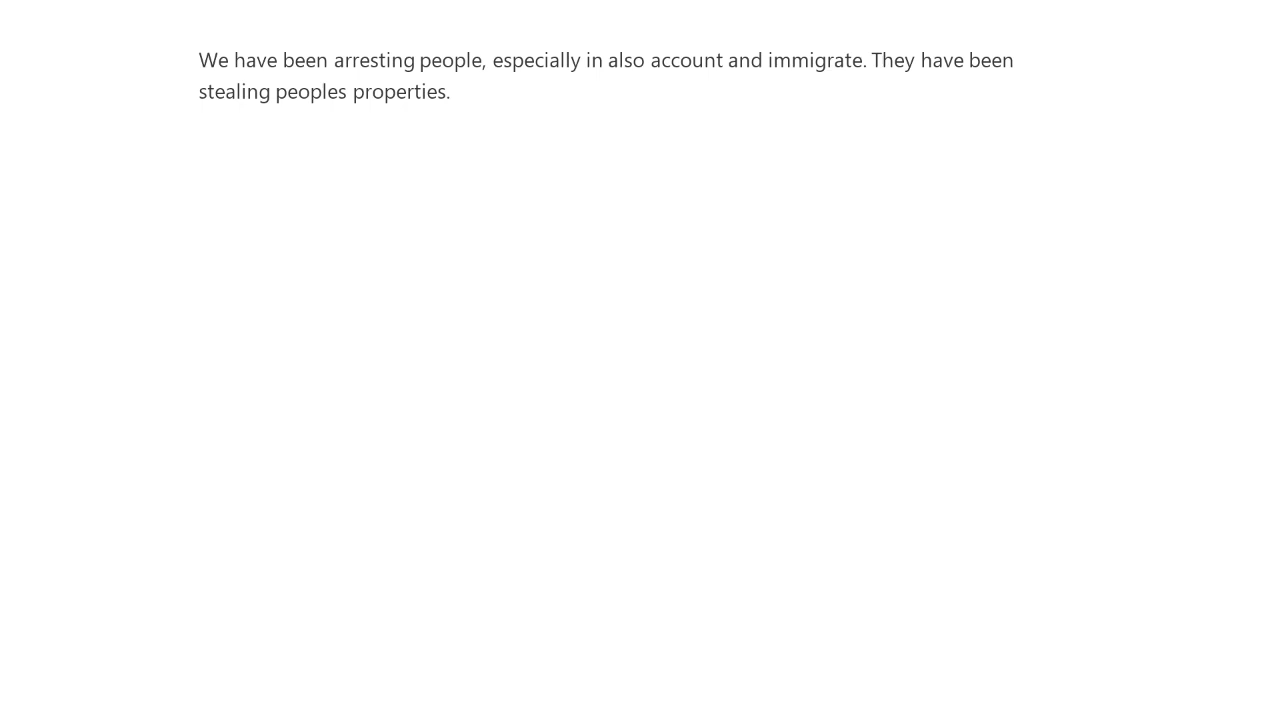 We have been arresting people, especially in also account and immigrate. They have been
stealing peoples properties.